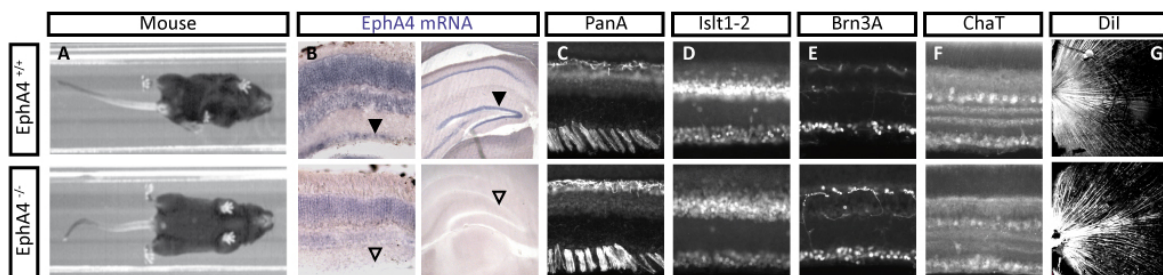 Mouse
EphA4 mRNA
PanA
Islt1-2
Brn3A
ChaT
DiI
EphA4 +/+
A
B
C
D
E
F
G
EphA4 -/-